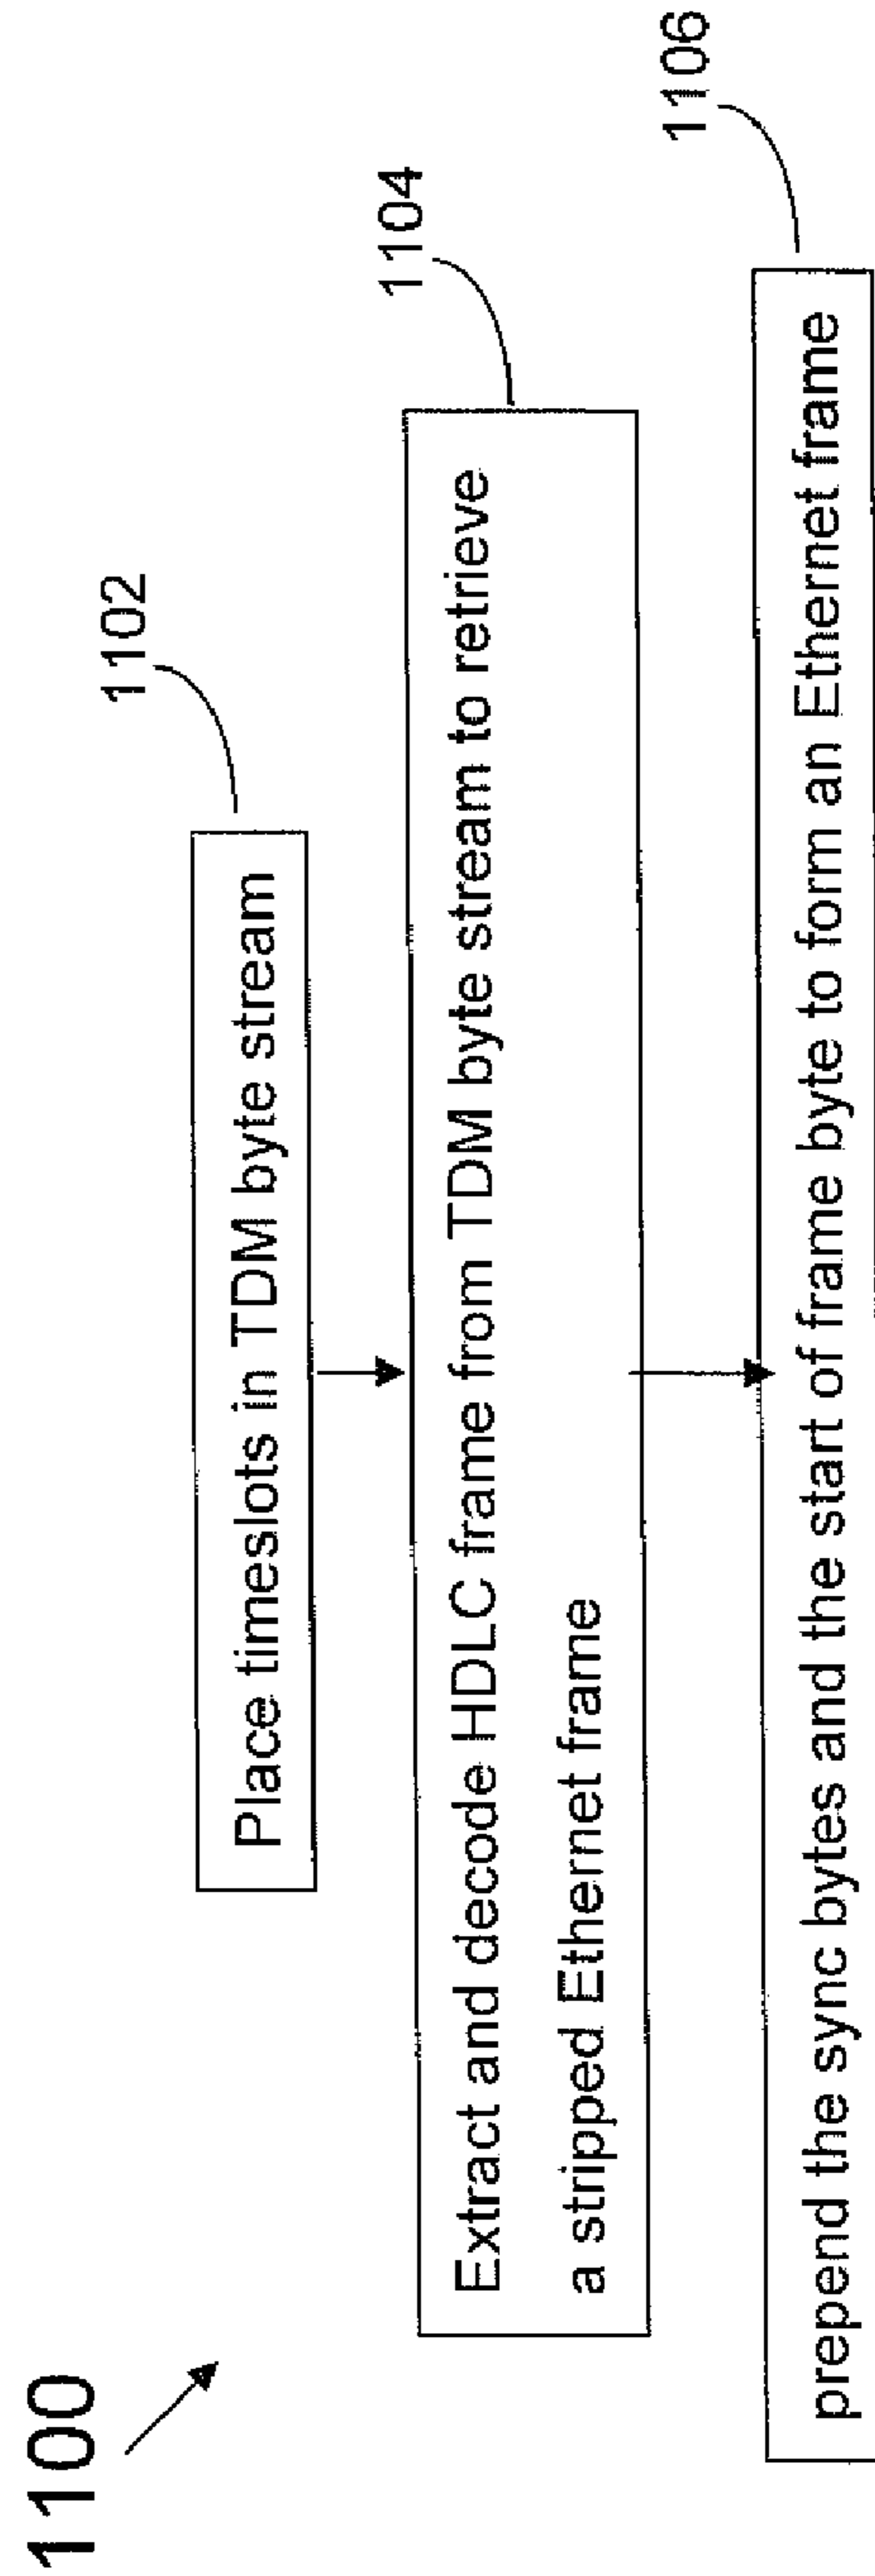 1100
1102
Place timeslots in TDM byte stream
1104
Extract and decode HDLC frame from TDM byte stream to retrieve
a stripped Ethernet frame
1106
prepend the sync bytes and the start of frame byte to form an Ethernet frame